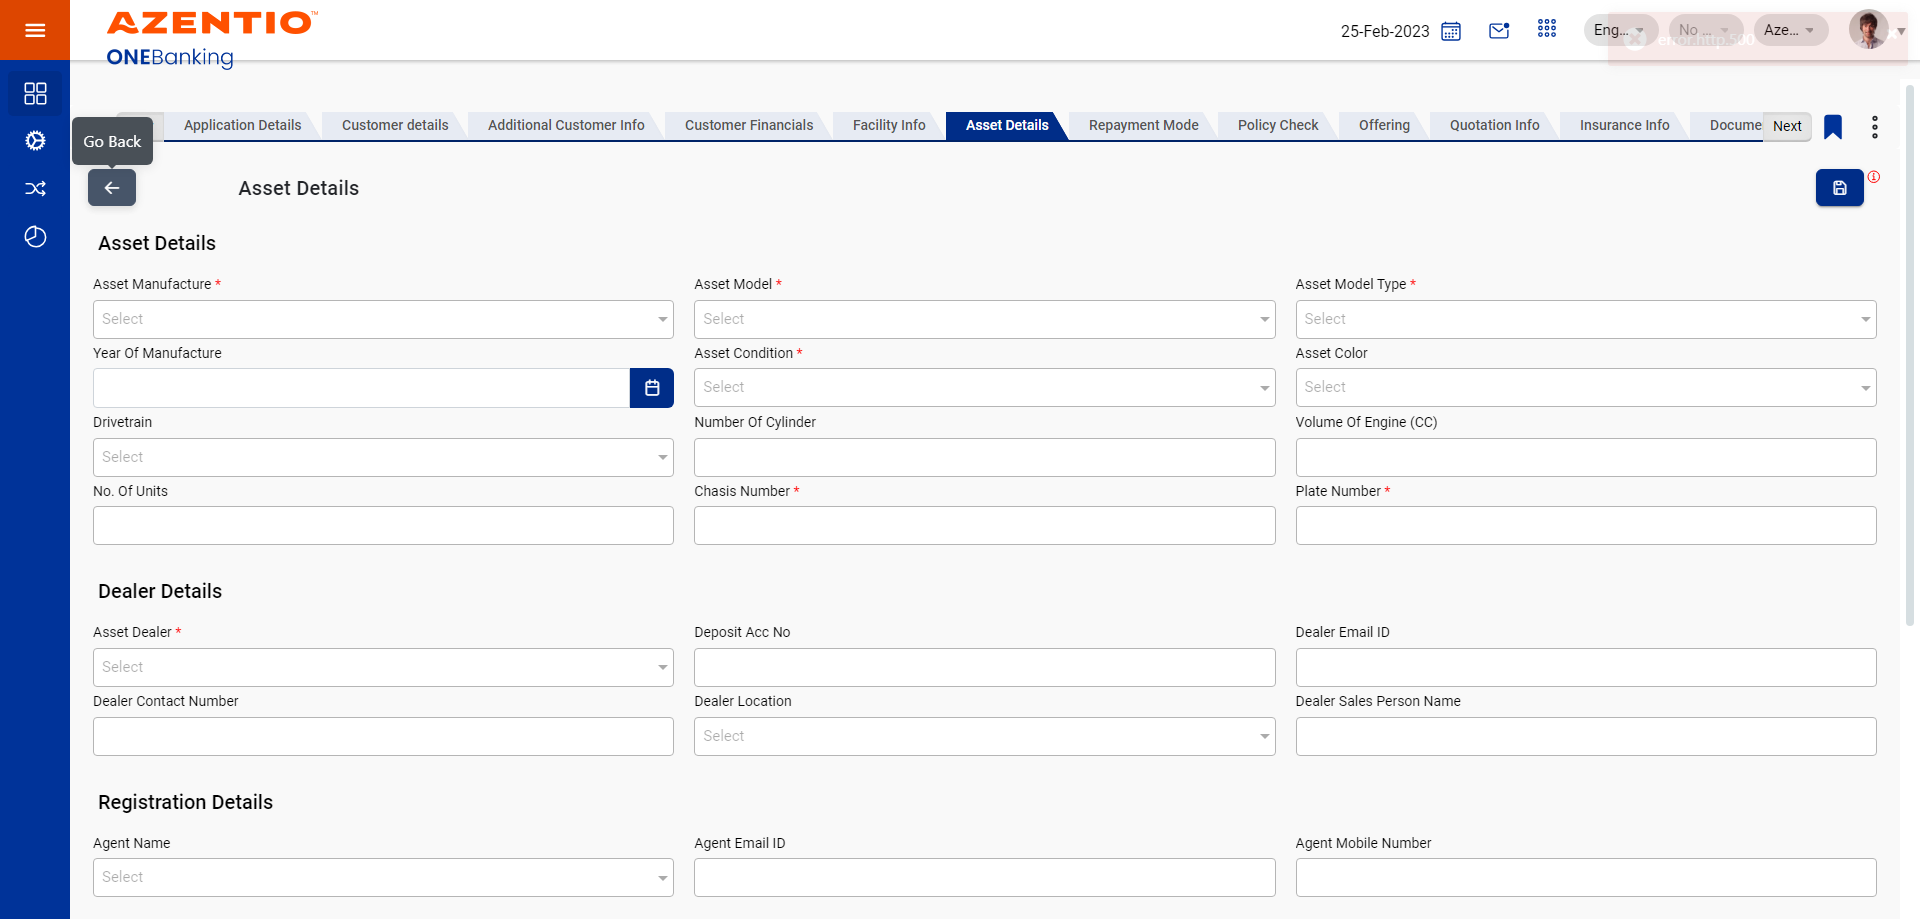 AZENTIO™
ONEBanking
25-Feb-2023
Eng...
No ...
Aze...
error.http.500
Application Details
Customer details
Additional Customer Info
Customer Financials
Facility Info
Asset Details
Repayment Mode
Policy Check
Offering
Quotation Info
Insurance Info
Docume
Next
Go Back
Asset Details
Asset Details
Asset Manufacture *
Asset Model *
Asset Model Type *
Select
Select
Select
Year Of Manufacture
Asset Condition *
Asset Color
Select
Select
Drivetrain
Number Of Cylinder
Volume Of Engine (CC)
Select
No. Of Units
Chasis Number *
Plate Number *
Dealer Details
Asset Dealer *
Deposit Acc No
Dealer Email ID
Select
Dealer Contact Number
Dealer Location
Dealer Sales Person Name
Select
Registration Details
Agent Name
Agent Email ID
Agent Mobile Number
Select